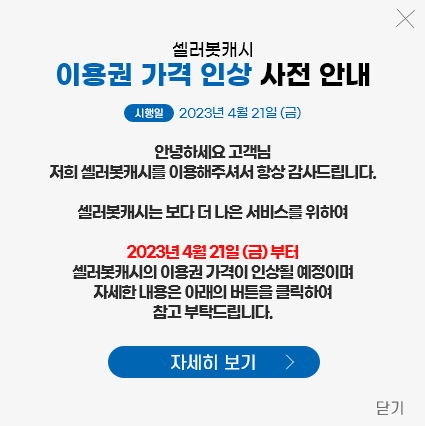 셀러봇캐시
이용권 가격 인상 사전 안내
시행일 2023년 4월 21일 (금)
안녕하세요 고객님
저희 셀러봇캐시를 이용해주셔서 항상 감사드립니다.
셀러봇캐시는 보다 더 나은 서비스를 위하여
2023년 4월 21일 (금) 부터
셀러봇캐시의 이용권 가격이 인상될 예정이며
자세한 내용은 아래의 버튼을 클릭하여
참고 부탁드립니다.
자세히 보기
닫기